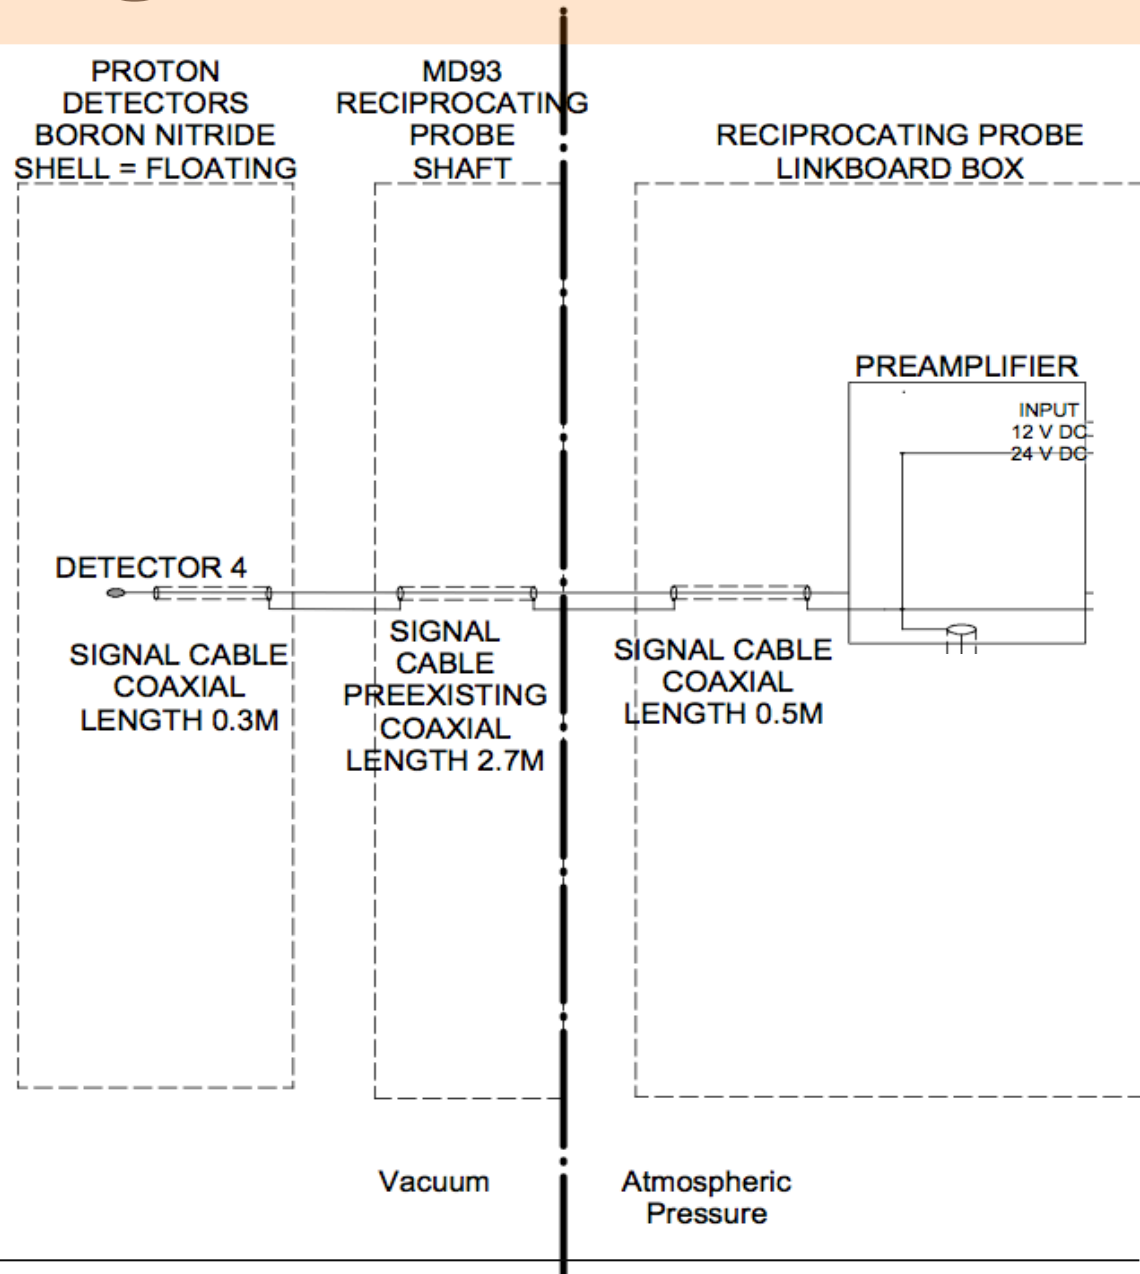 PROTON
DETECTORS
BORON NITRIDE
SHELL = FLOATING
MD93
RECIPROCATING
PROBE
SHAFT
RECIPROCATING PROBE
LINKBOARD BOX
PREAMPLIFIER
INPUT
12 V DC
24 V DC
DETECTOR 4
SIGNAL CABLE
COAXIAL
LENGTH 0.3M
SIGNAL
CABLE
PREEXISTING
COAXIAL
LENGTH 2.7M
SIGNAL CABLE
COAXIAL
LENGTH 0.5M
Vacuum
Atmospheric
Pressure